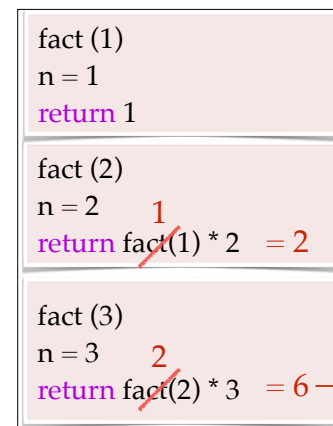 fact (1)
n = 1
return 1
fact (2)
n = 2 1
return fact(1) * 2 = 2
fact (3)
n = 3 2
return fact(2) * 3 = 6